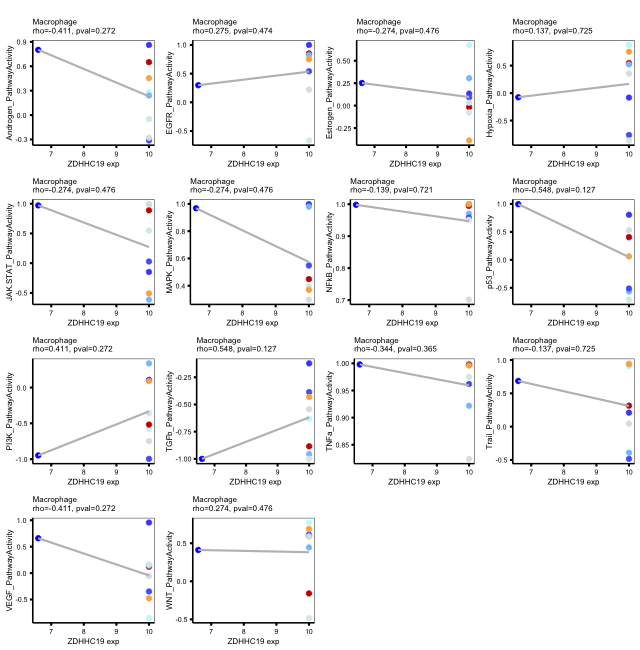 Macrophage
rho=-0.411, pval=0.272
Androgen_PathwayActivity
0.9
0.6
0.3
0.0
-0.3
7 8 9 10
ZDHHC19 exp
Macrophage
rho=0.275, pval=0.474
EGFR_PathwayActivity
1.0
0.5
0.0
-0.5
7 8 9 10
ZDHHC19 exp
Macrophage
rho=-0.274, pval=0.476
Estrogen_PathwayActivity
0.50
0.25
0.00
-0.25
7 8 9 10
ZDHHC19 exp
Macrophage
rho=0.137, pval=0.725
Hypoxia_PathwayActivity
0.5
0.0
-0.5
7 8 9 10
ZDHHC19 exp
Macrophage
rho=-0.274, pval=0.476
JAK.STAT_PathwayActivity
1.0
0.5
0.0
-0.5
7 8 9 10
ZDHHC19 exp
Macrophage
rho=-0.274, pval=0.476
MAPK_PathwayActivity
1.0
0.8
0.6
0.4
7 8 9 10
ZDHHC19 exp
Macrophage
rho=-0.139, pval=0.721
NFkB_PathwayActivity
1.0
0.9
0.8
0.7
7 8 9 10
ZDHHC19 exp
Macrophage
rho=-0.548, pval=0.127
p53_PathwayActivity
1.0
0.5
0.0
-0.5
7 8 9 10
ZDHHC19 exp
Macrophage
rho=0.411, pval=0.272
PI3K_PathwayActivity
0.0
-0.5
-1.0
7 8 9 10
ZDHHC19 exp
Macrophage
rho=0.548, pval=0.127
TGFb_PathwayActivity
-0.25
-0.50
-0.75
-1.00
7 8 9 10
ZDHHC19 exp
Macrophage
rho=-0.344, pval=0.365
TNFa_PathwayActivity
1.00
0.95
0.90
0.85
7 8 9 10
ZDHHC19 exp
Macrophage
rho=-0.137, pval=0.725
Trail_PathwayActivity
1.0
0.5
0.0
-0.5
7 8 9 10
ZDHHC19 exp
Macrophage
rho=-0.411, pval=0.272
VEGF_PathwayActivity
1.0
0.5
0.0
-0.5
7 8 9 10
ZDHHC19 exp
Macrophage
rho=0.274, pval=0.476
WNT_PathwayActivity
0.5
0.0
-0.5
7 8 9 10
ZDHHC19 exp